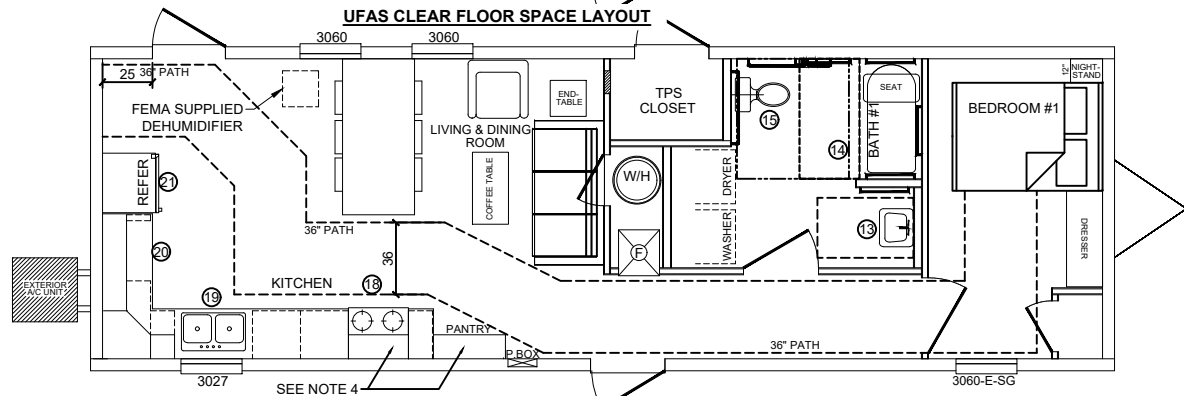 UFAS CLEAR FLOOR SPACE LAYOUT
3060
3060
25
36" PATH
FEMA SUPPLIED
DEHUMIDIFIER
LIVING & DINING
ROOM
END-
TABLE
COFFEE TABLE
TPS
CLOSET
15
14
SEAT
BATH #1
12"
NIGHT-
STAND
BEDROOM #1
REFER
21
W/H
DRYER
WASHER
13
DRESSER
36" PATH
36
F
20
EXTERIOR
A/C UNIT
19
KITCHEN
18
PANTRY
P.BOX
36" PATH
3027
SEE NOTE 4
3060-E-SG